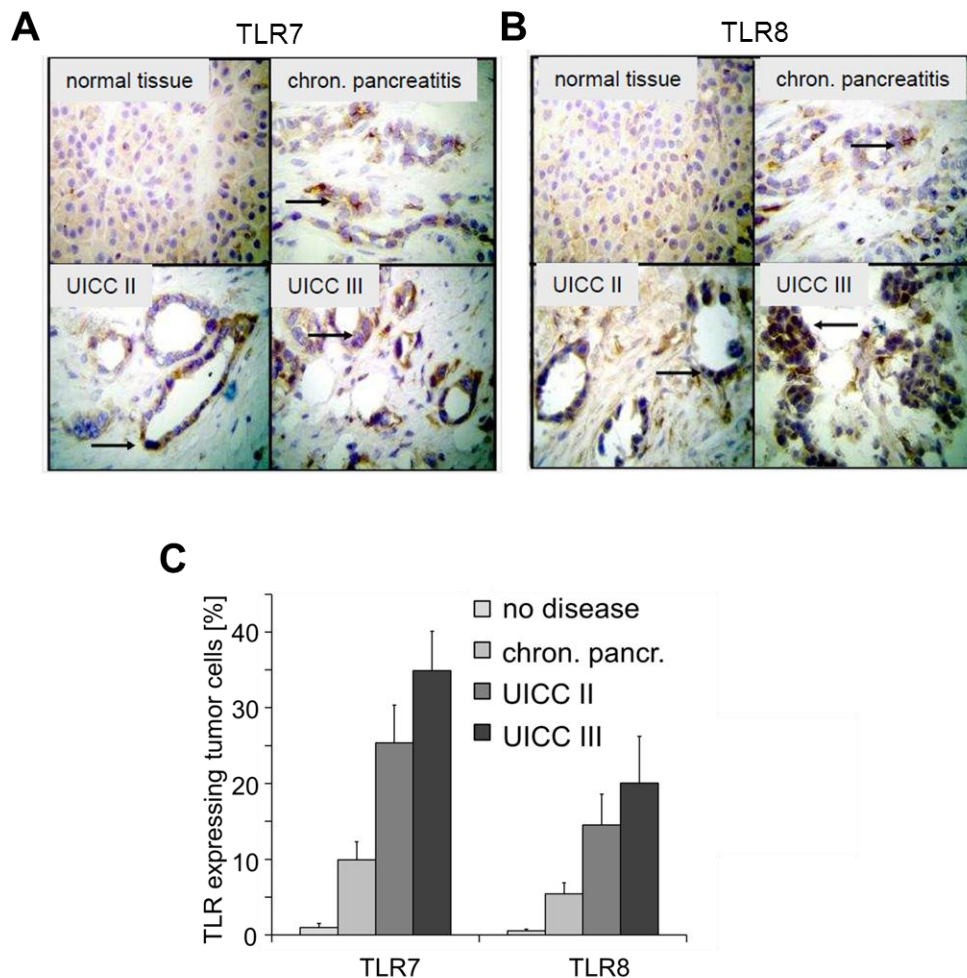 A
TLR7
normal tissue
chron. pancreatitis
UICC II
UICC III
B
TLR8
normal tissue
chron. pancreatitis
UICC II
UICC III
C
TLR expressing tumor cells [%]
40
30
20
10
0
no disease
chron. pancr.
UICC II
UICC III
TLR7
TLR8